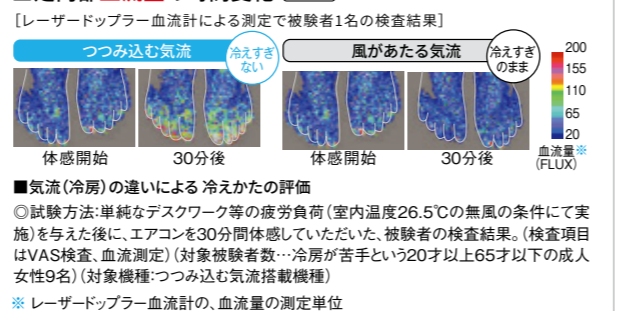 血流量
[レーザードップラー血流計による測定で被験者1名の検査結果]
つつみ込む気流
冷えすぎ
ない
風があたる気流
冷えすぎ
のまま
200
155
110
65
20
血流量※
(FLUX)
体感開始
30分後
体感開始
30分後
■気流(冷房)の違いによる 冷えかたの評価
◎試験方法:単純なデスクワーク等の疲労負荷(室内温度26.5℃の無風の条件にて実
施)を与えた後に、エアコンを30分間体感していただいた、被験者の検査結果。(検査項目
はVAS検査、血流測定)(対象被験者数…冷房が苦手という20才以上65才以下の成人
女性9名)(対象機種:つつみ込む気流搭載機種)
※ レーザードップラー血流計の、血流量の測定単位